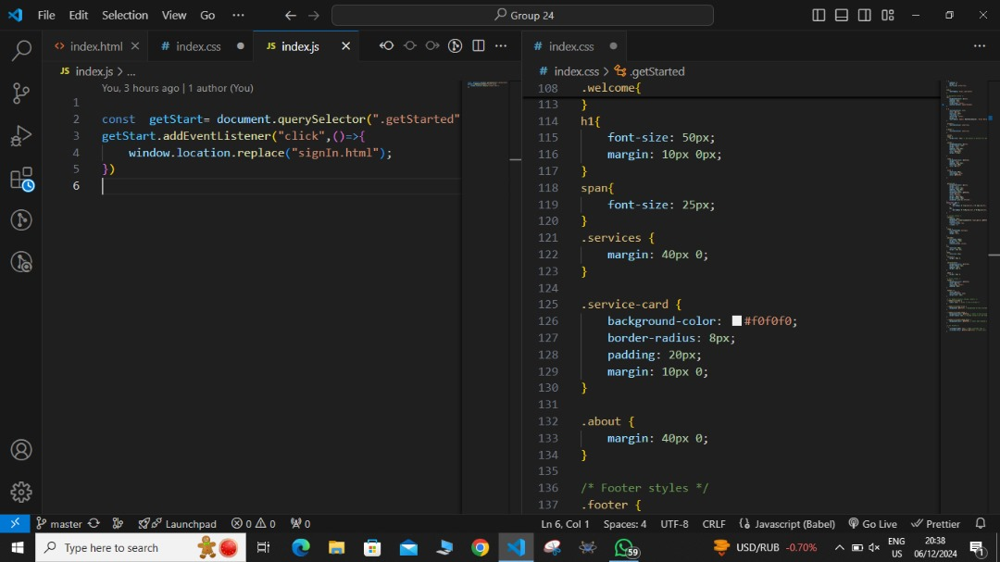 File Edit Selection View Go ··· Group 24
index.html # index.css ● JS index.js # index.css ● ···
JS index.js > ...
You, 3 hours ago | 1 author (You)
1
2 const  getStart= document.querySelector(".getStarted"
3 getStart.addEventListener("click",()=>{
4 window.location.replace("signIn.html");
5 })
6
# index.css > .getStarted
108 .welcome{
113 }
114 h1{
115 font-size: 50px;
116 margin: 10px 0px;
117 }
118 span{
119 font-size: 25px;
120 }
121 .services {
122 margin: 40px 0;
123 }
124
125 .service-card {
126 background-color: #f0f0f0;
127 border-radius: 8px;
128 padding: 20px;
129 margin: 10px 0;
130 }
131
132 .about {
133 margin: 40px 0;
134 }
135
136 /* Footer styles */
137 .footer {
master Launchpad 0 0 0 Ln 6, Col 1 Spaces: 4 UTF-8 CRLF {} Javascript (Babel) Go Live Prettier
Type here to search 59 USD/RUB -0.70% ENG US 20:38 06/12/2024 1